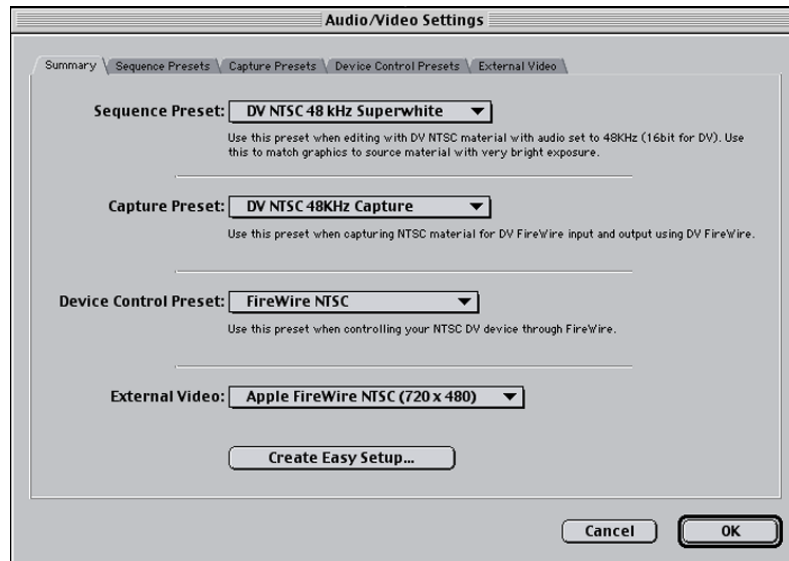 Audio/Video Settings
Summary
Sequence Presets
Capture Presets
Device Control Presets
External Video
Sequence Preset: DV NTSC 48 kHz Superwhite
Use this preset when editing with DV NTSC material with audio set to 48KHz (16bit for DV). Use
this to match graphics to source material with very bright exposure.
Capture Preset: DV NTSC 48KHz Capture
Use this preset when capturing NTSC material for DV FireWire input and output using DV FireWire.
Device Control Preset: FireWire NTSC
Use this preset when controlling your NTSC DV device through FireWire.
External Video: Apple FireWire NTSC (720 x 480)
Create Easy Setup...
Cancel
OK